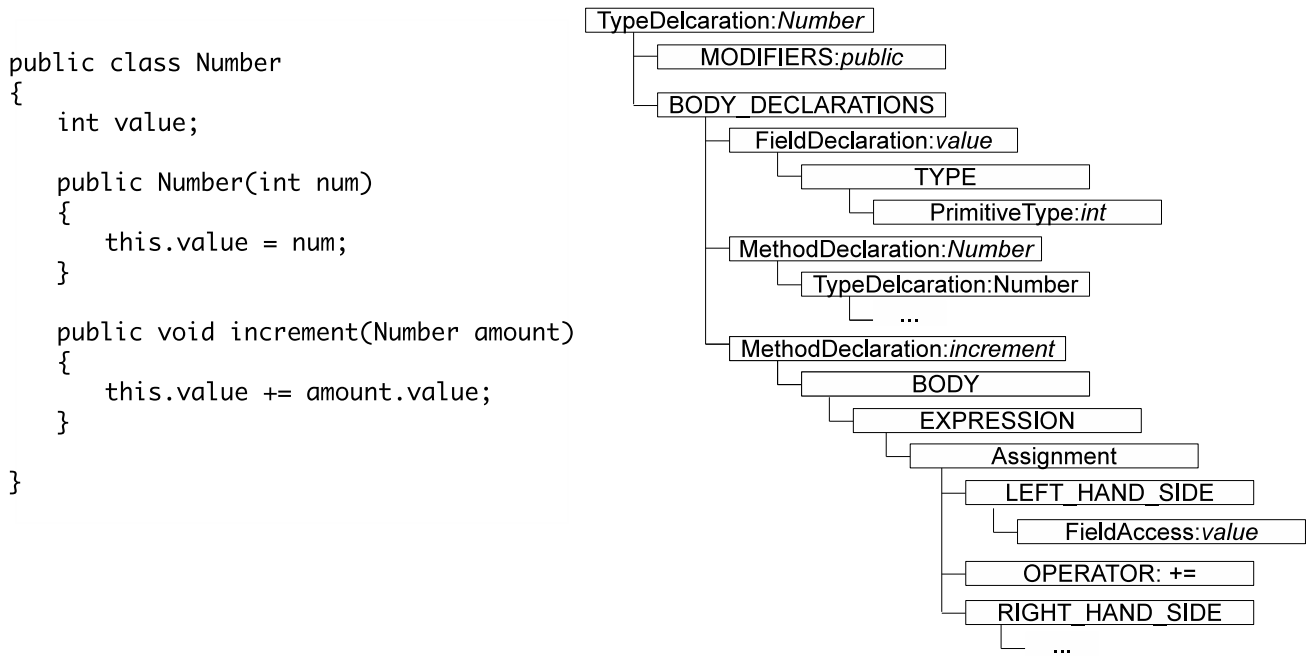 public class Number
{
int value;
public Number(int num)
{
this.value = num;
}
public void increment(Number amount)
{
this.value += amount.value;
}
}
TypeDelcaration:Number
MODIFIERS:public
BODY_DECLARATIONS
FieldDeclaration:value
TYPE
PrimitiveType:int
MethodDeclaration:Number
TypeDelcaration:Number
...
MethodDeclaration:increment
BODY
EXPRESSION
Assignment
LEFT_HAND_SIDE
FieldAccess:value
OPERATOR: +=
RIGHT_HAND_SIDE
...